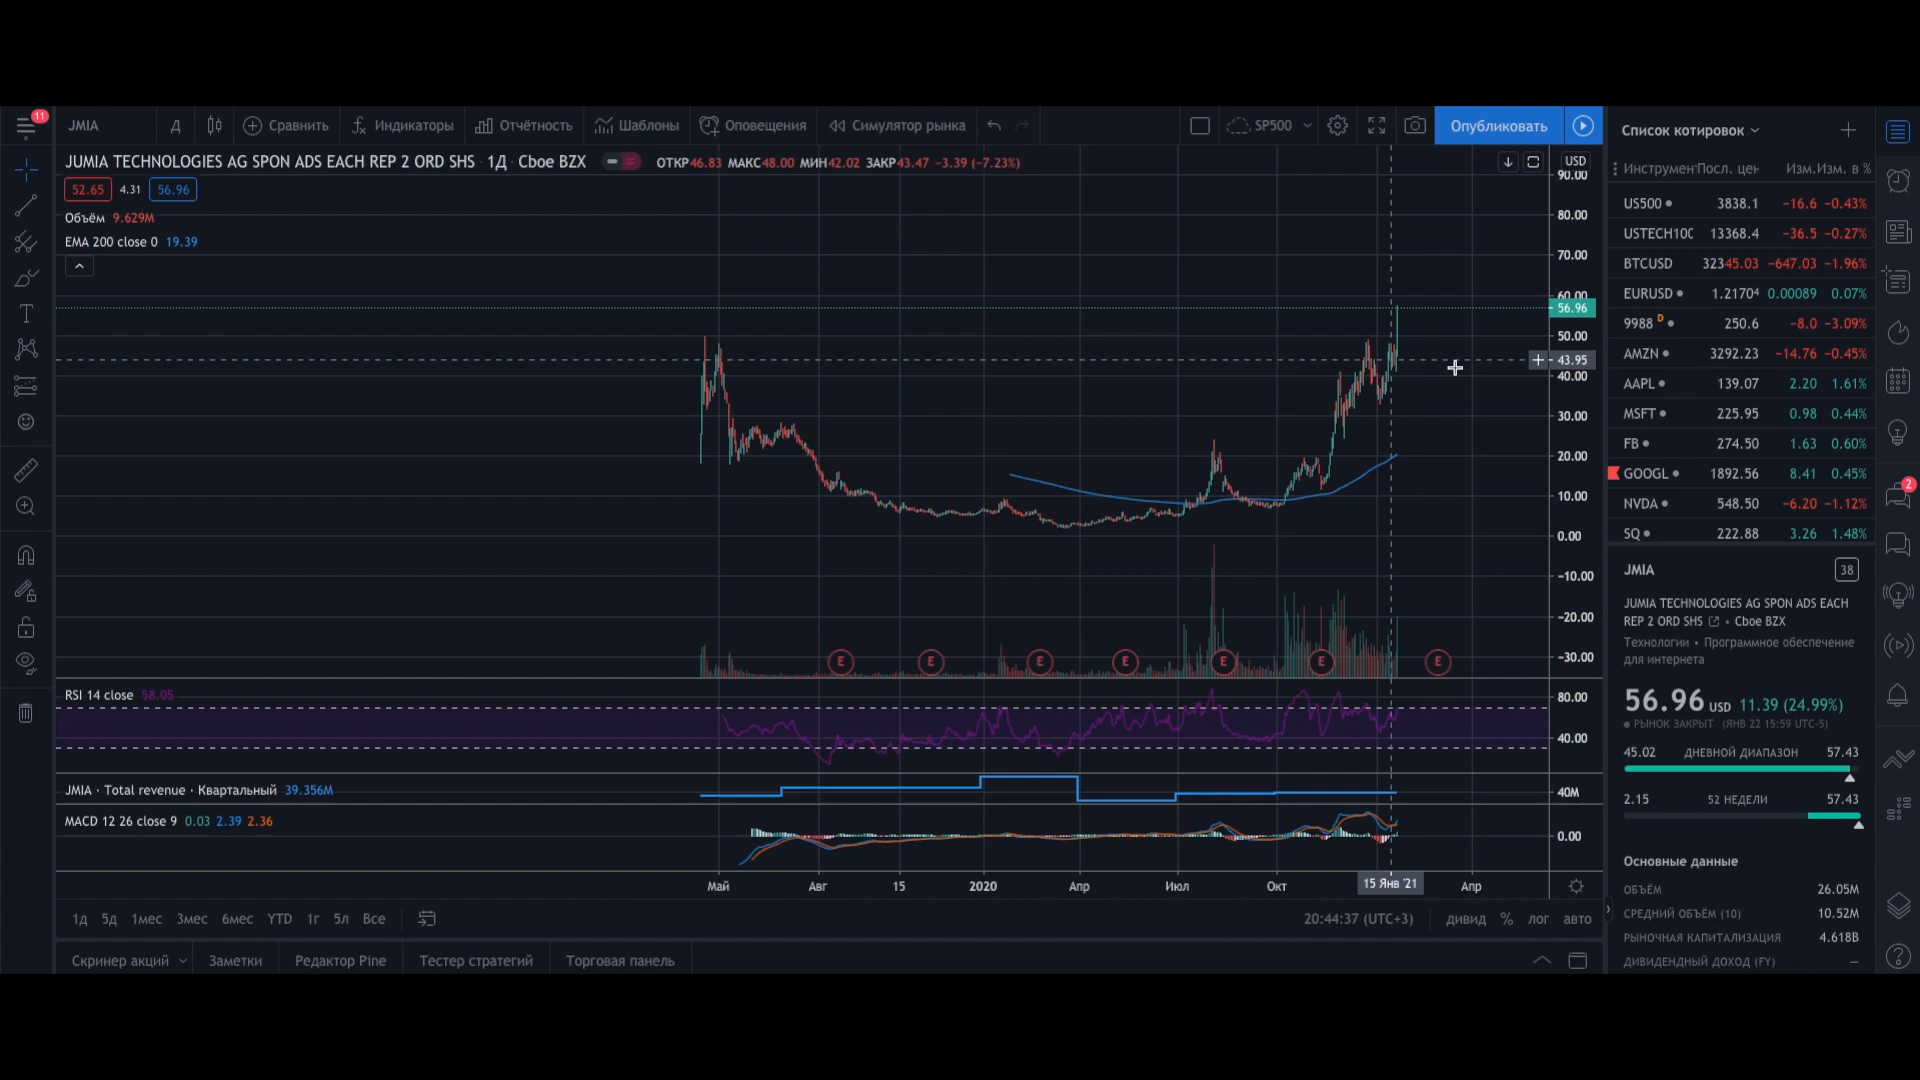 11
JMIA Д Сравнить Индикаторы Отчётность Шаблоны Оповещения Симулятор рынка SP500 Опубликовать
JUMIA TECHNOLOGIES AG SPON ADS EACH REP 2 ORD SHS · 1Д · Cboe BZX ОТКР46.83 МАКС48.00 МИН42.02 ЗАКР43.47 −3.39 (−7.23%)
52.65 4.31 56.96
Объём 9.629M
EMA 200 close 0 19.39
USD
90.00
80.00
70.00
60.00
56.96
50.00
43.95
40.00
30.00
20.00
10.00
0.00
−10.00
−20.00
−30.00
E E E E E E E
RSI 14 close 58.05
80.00
40.00
JMIA · Total revenue · Квартальный 39.356M
40M
MACD 12 26 close 9 0.03 2.39 2.36
0.00
Май Авг 15 2020 Апр Июл Окт 15 Янв '21 Апр
1д 5д 1мес 3мес 6мес YTD 1г 5л Все 20:44:37 (UTC+3) дивид % лог авто
Скринер акций Заметки Редактор Pine Тестер стратегий Торговая панель
Список котировок
Инструмент Посл. цен Изм. Изм. в %
US500 3838.1 −16.6 −0.43%
USTECH100 13368.4 −36.5 −0.27%
BTCUSD 32345.03 −647.03 −1.96%
EURUSD 1.21704 0.00089 0.07%
9988 D 250.6 −8.0 −3.09%
AMZN 3292.23 −14.76 −0.45%
AAPL 139.07 2.20 1.61%
MSFT 225.95 0.98 0.44%
FB 274.50 1.63 0.60%
GOOGL 1892.56 8.41 0.45%
NVDA 548.50 −6.20 −1.12%
SQ 222.88 3.26 1.48%
2
JMIA 38
JUMIA TECHNOLOGIES AG SPON ADS EACH
REP 2 ORD SHS • Cboe BZX
Технологии • Программное обеспечение
для интернета
56.96 USD 11.39 (24.99%)
РЫНОК ЗАКРЫТ (ЯНВ 22 15:59 UTC-5)
45.02 ДНЕВНОЙ ДИАПАЗОН 57.43
2.15 52 НЕДЕЛИ 57.43
Основные данные
ОБЪЁМ 26.05M
СРЕДНИЙ ОБЪЁМ (10) 10.52M
РЫНОЧНАЯ КАПИТАЛИЗАЦИЯ 4.618B
ДИВИДЕНДНЫЙ ДОХОД (FY) —